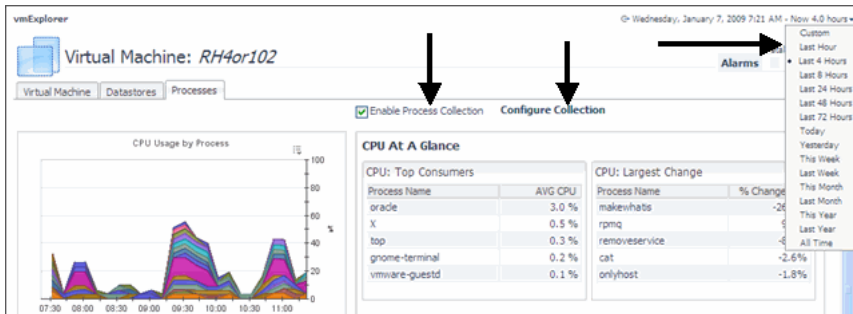 vmExplorer
Wednesday, January 7, 2009 7:21 AM - Now 4.0 hours
Virtual Machine: RH4or102
Alarms
Custom
Last Hour
Last 4 Hours
Last 8 Hours
Last 24 Hours
Last 48 Hours
Last 72 Hours
Today
Yesterday
This Week
Last Week
This Month
Last Month
This Year
Last Year
All Time
Virtual Machine Datastores Processes
Enable Process Collection Configure Collection
CPU Usage by Process
100
80
60
40
20
0
%
07:30 08:00 08:30 09:00 09:30 10:00 10:30 11:00
CPU At A Glance
CPU: Top Consumers
Process Name AVG CPU
oracle 3.0 %
X 0.5 %
top 0.3 %
gnome-terminal 0.2 %
vmware-guestd 0.1 %
CPU: Largest Change
Process Name % Change
makewhatis
rpmq
removeservice
cat -2.6%
onlyhost -1.8%